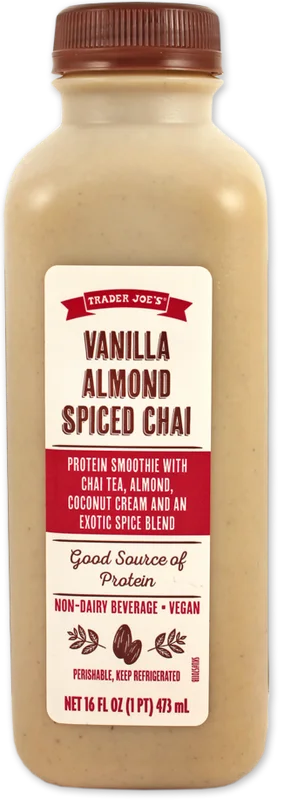 TRADER JOE'S®
VANILLA
ALMOND
SPICED CHAI
PROTEIN SMOOTHIE WITH
CHAI TEA, ALMOND,
COCONUT CREAM AND AN
EXOTIC SPICE BLEND
Good Source of
Protein
NON-DAIRY BEVERAGE • VEGAN
PERISHABLE, KEEP REFRIGERATED
NET 16 FL OZ (1 PT) 473 mL